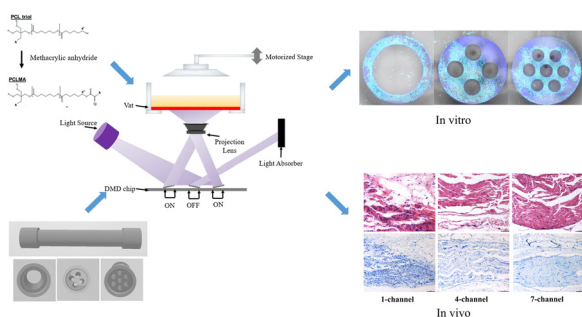 PCL triol
Methacrylic anhydride
PCLMA
Motorized Stage
Vat
Light Source
Projection
Lens
Light Absorber
DMD chip
ON
OFF
ON
In vitro
1-channel
4-channel
7-channel
In vivo